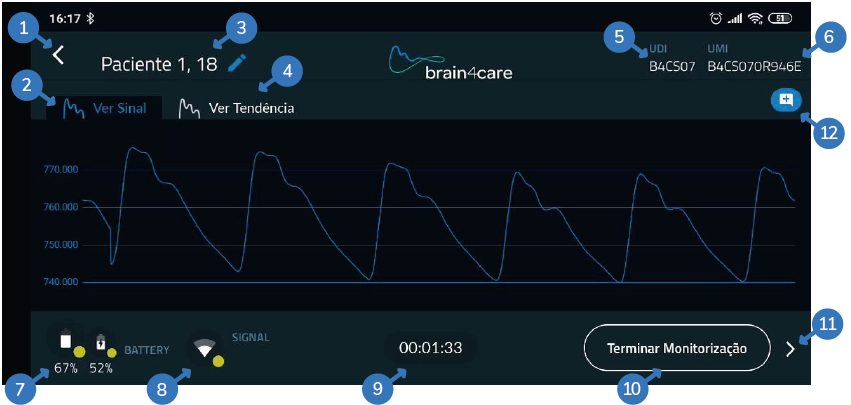 16:17
51
1
2
3
4
5
6
Paciente 1, 18
brain4care
UDI
B4CS07
UMI
B4CS070R946E
Ver Sinal
Ver Tendência
12
770.000
760.000
750.000
740.000
BATTERY
67%
52%
SIGNAL
00:01:33
Terminar Monitorização
11
7
8
9
10